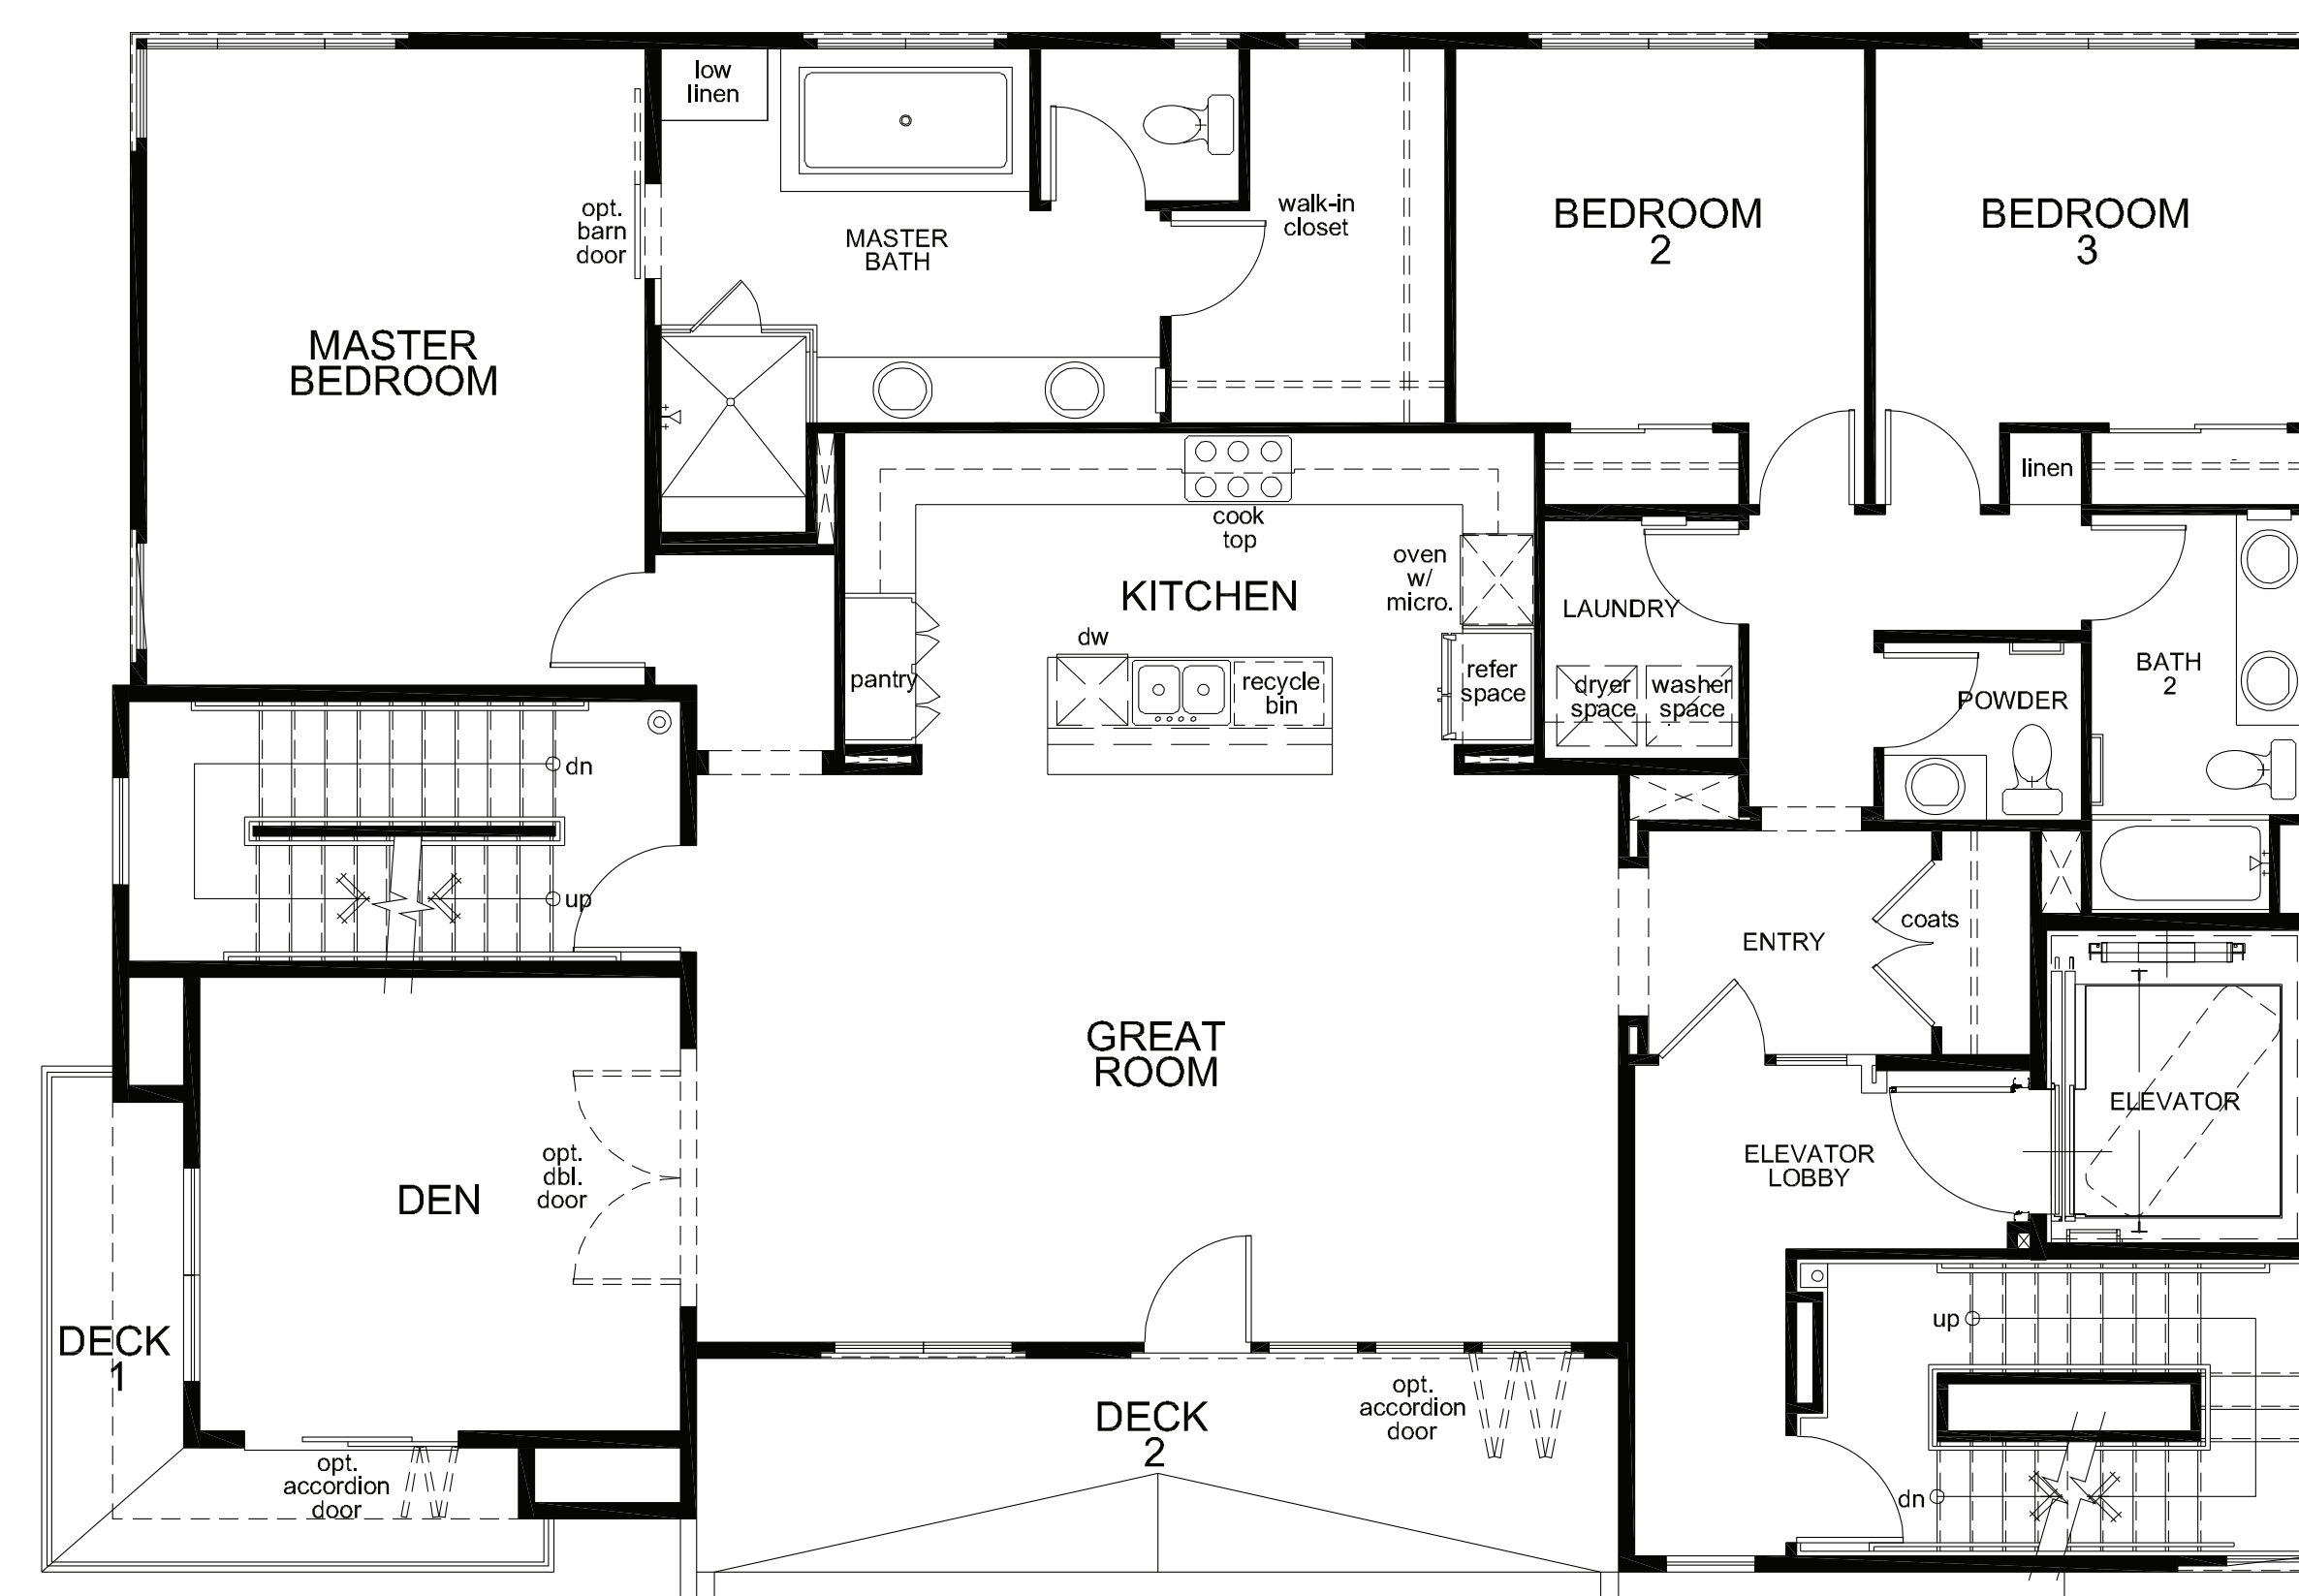 low
linen
opt.
barn
door
MASTER
BATH
walk-in
closet
BEDROOM
2
BEDROOM
3
MASTER
BEDROOM
linen
cook
top
oven
w/
micro.
KITCHEN
LAUNDRY
dw
pantry
recycle
bin
refer
space
dryer
space
washer
space
POWDER
BATH
2
dn
up
coats
ENTRY
GREAT
ROOM
ELEVATOR
ELEVATOR
LOBBY
opt.
dbl.
door
DEN
DECK
1
up
opt.
accordion
door
DECK
2
opt.
accordion
door
dn